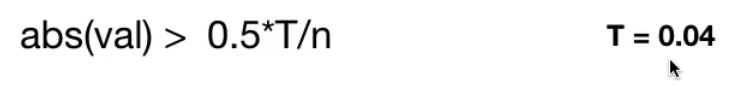 abs(val) > 0.5*T/n
T = 0.04